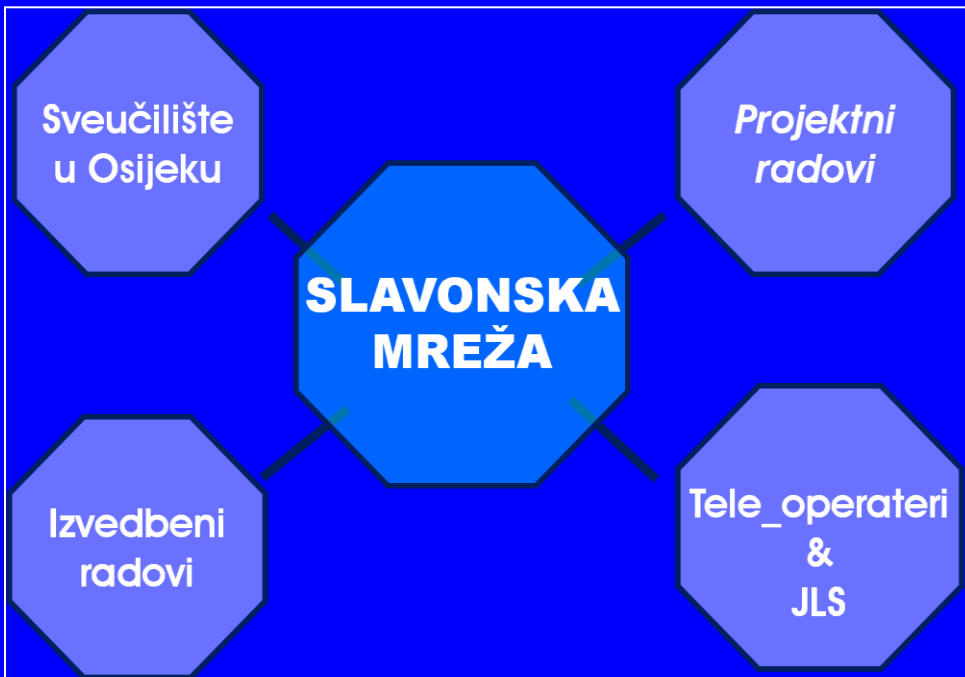 Sveučilište
u Osijeku
Projektni
radovi
SLAVONSKA
MREŽA
Izvedbeni
radovi
Tele_operateri
&
JLS